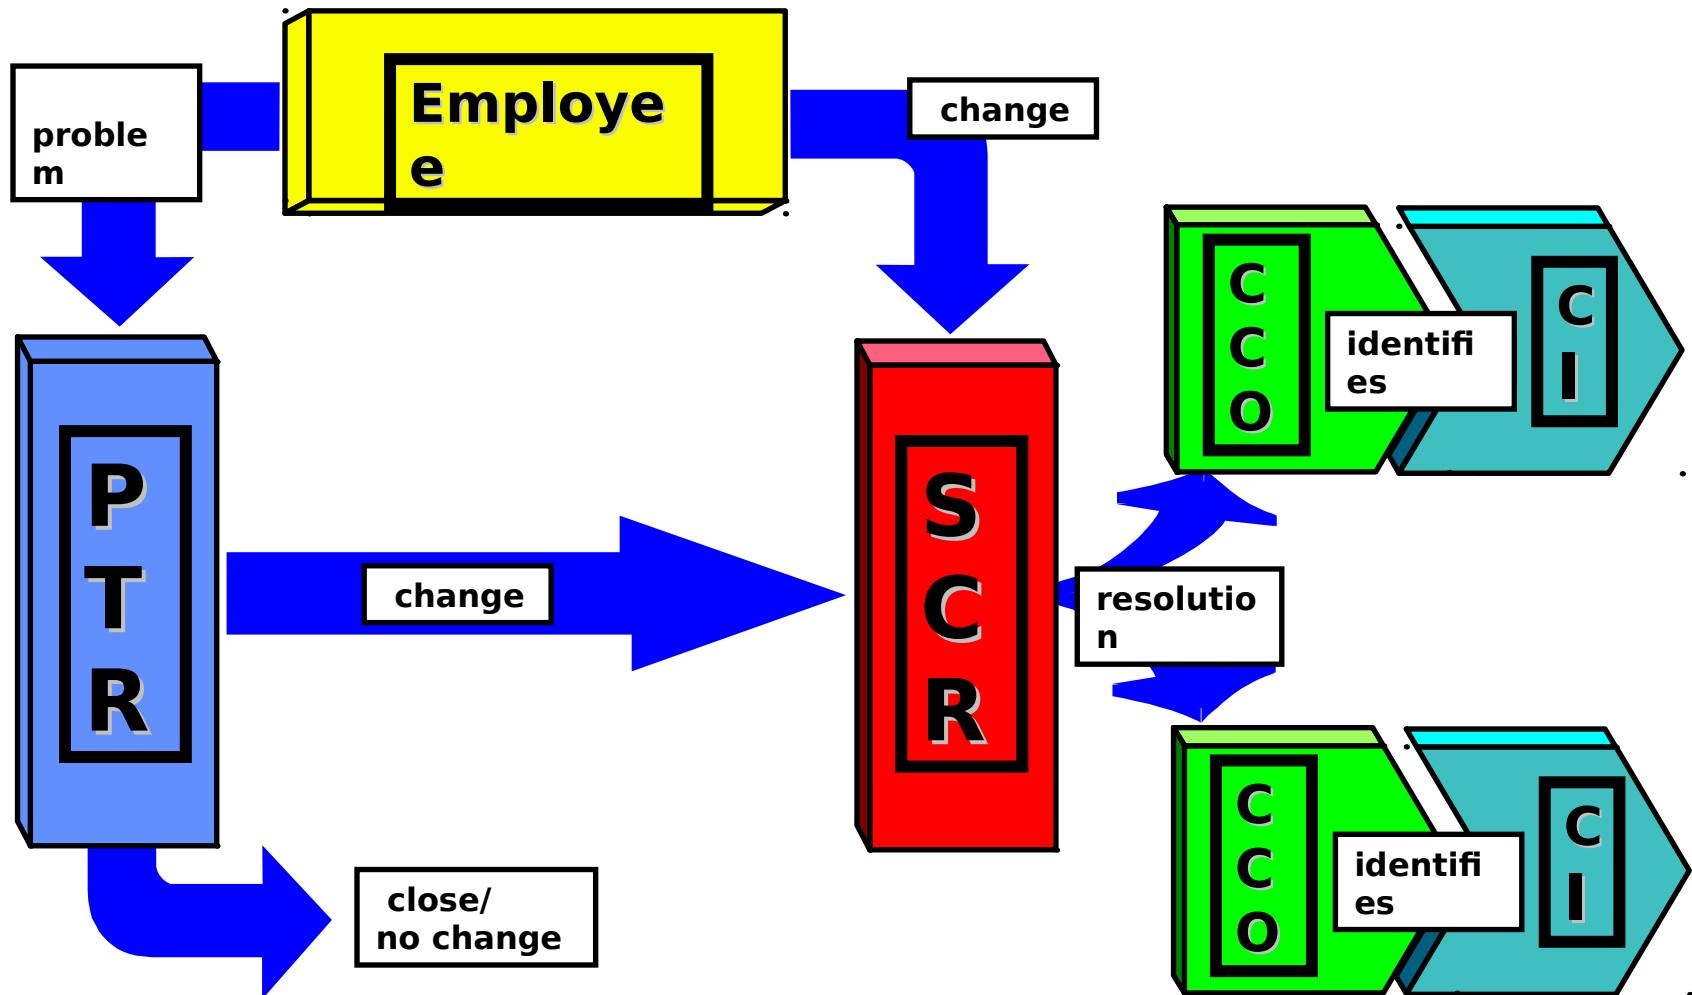 Employe
e
proble
m
change
P
T
R
change
S
C
R
close/
no change
resolutio
n
C
C
O
identifi
es
C
I
C
C
O
identifi
es
C
I